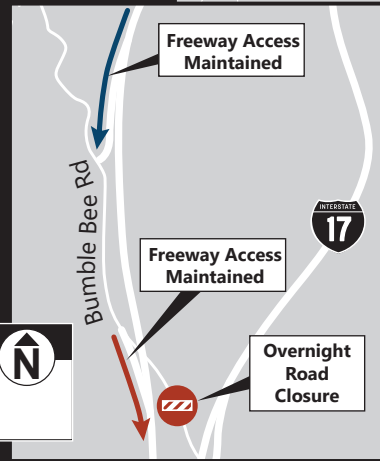 Freeway Access
Maintained
Bumble Bee Rd
INTERSTATE
17
Freeway Access
Maintained
N
Overnight
Road
Closure